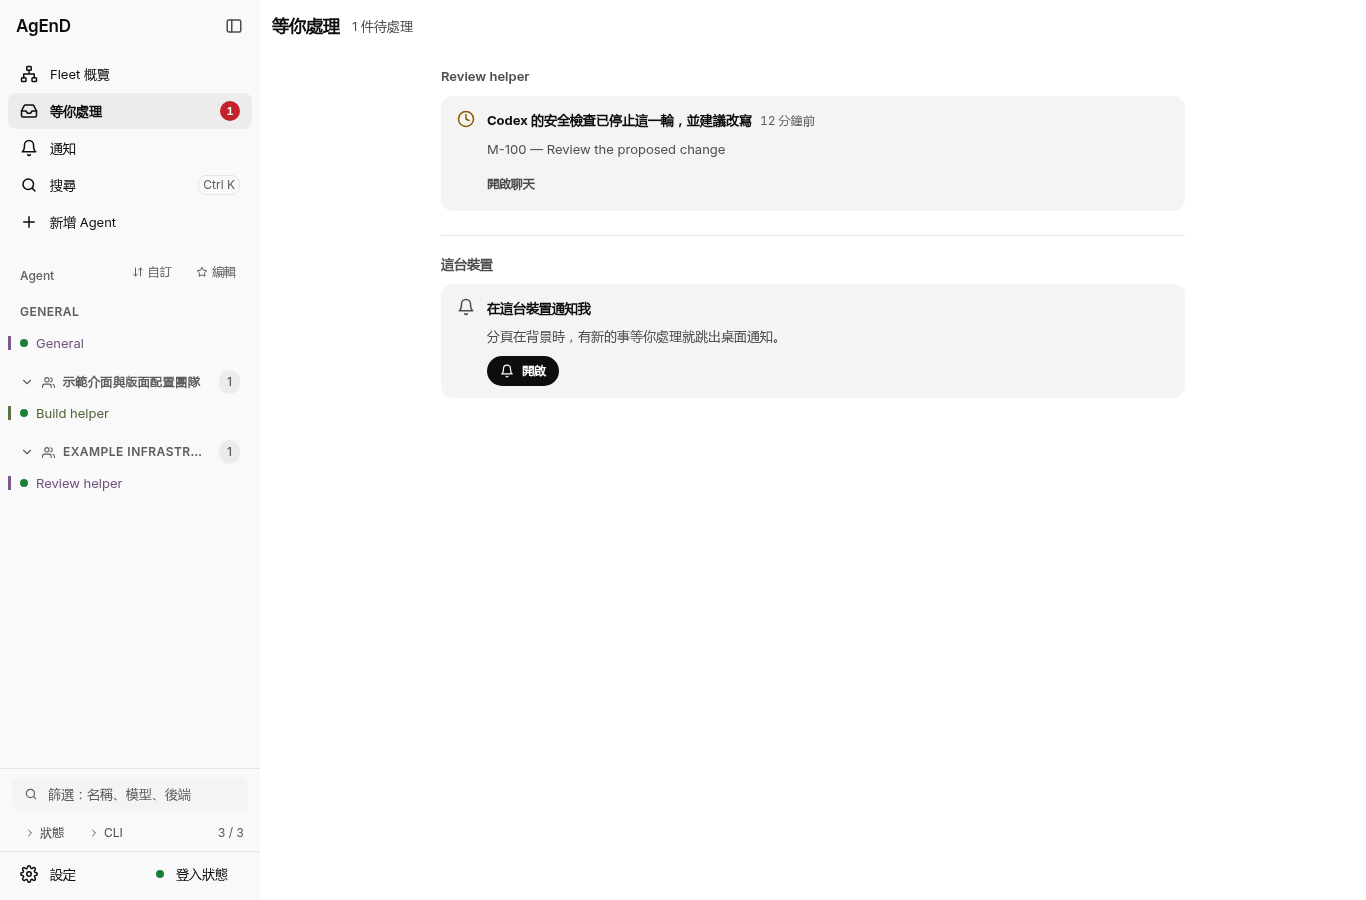 AgEnD
Fleet 概覽
等你處理 1
通知
搜尋 Ctrl K
新增 Agent
Agent 自訂 編輯
GENERAL
General
示範介面與版面配置團隊 1
Build helper
EXAMPLE INFRASTR... 1
Review helper
篩選：名稱、模型、後端
狀態 CLI 3 / 3
設定 登入狀態
等你處理 1 件待處理
Review helper
Codex 的安全檢查已停止這一輪，並建議改寫 12 分鐘前
M-100 — Review the proposed change
開啟聊天
這台裝置
在這台裝置通知我
分頁在背景時，有新的事等你處理就跳出桌面通知。
開啟